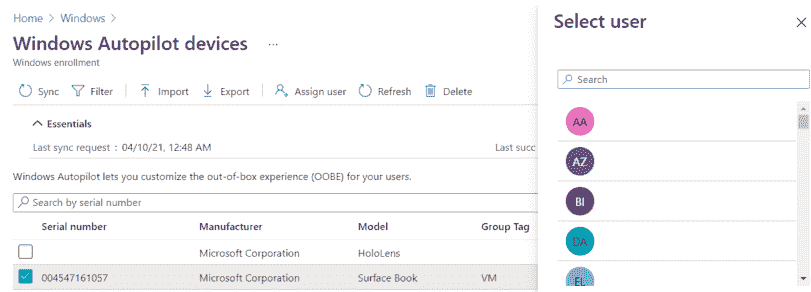 Home > Windows >
Windows Autopilot devices ...
Windows enrollment
Sync Filter Import Export Assign user Refresh Delete
Essentials
Last sync request : 04/10/21, 12:48 AM Last succ
Windows Autopilot lets you customize the out-of-box experience (OOBE) for your users.
Search by serial number
Serial number Manufacturer Model Group Tag
Microsoft Corporation HoloLens
004547161057 Microsoft Corporation Surface Book VM
Select user
Search
AA
AZ
BI
DA
EL